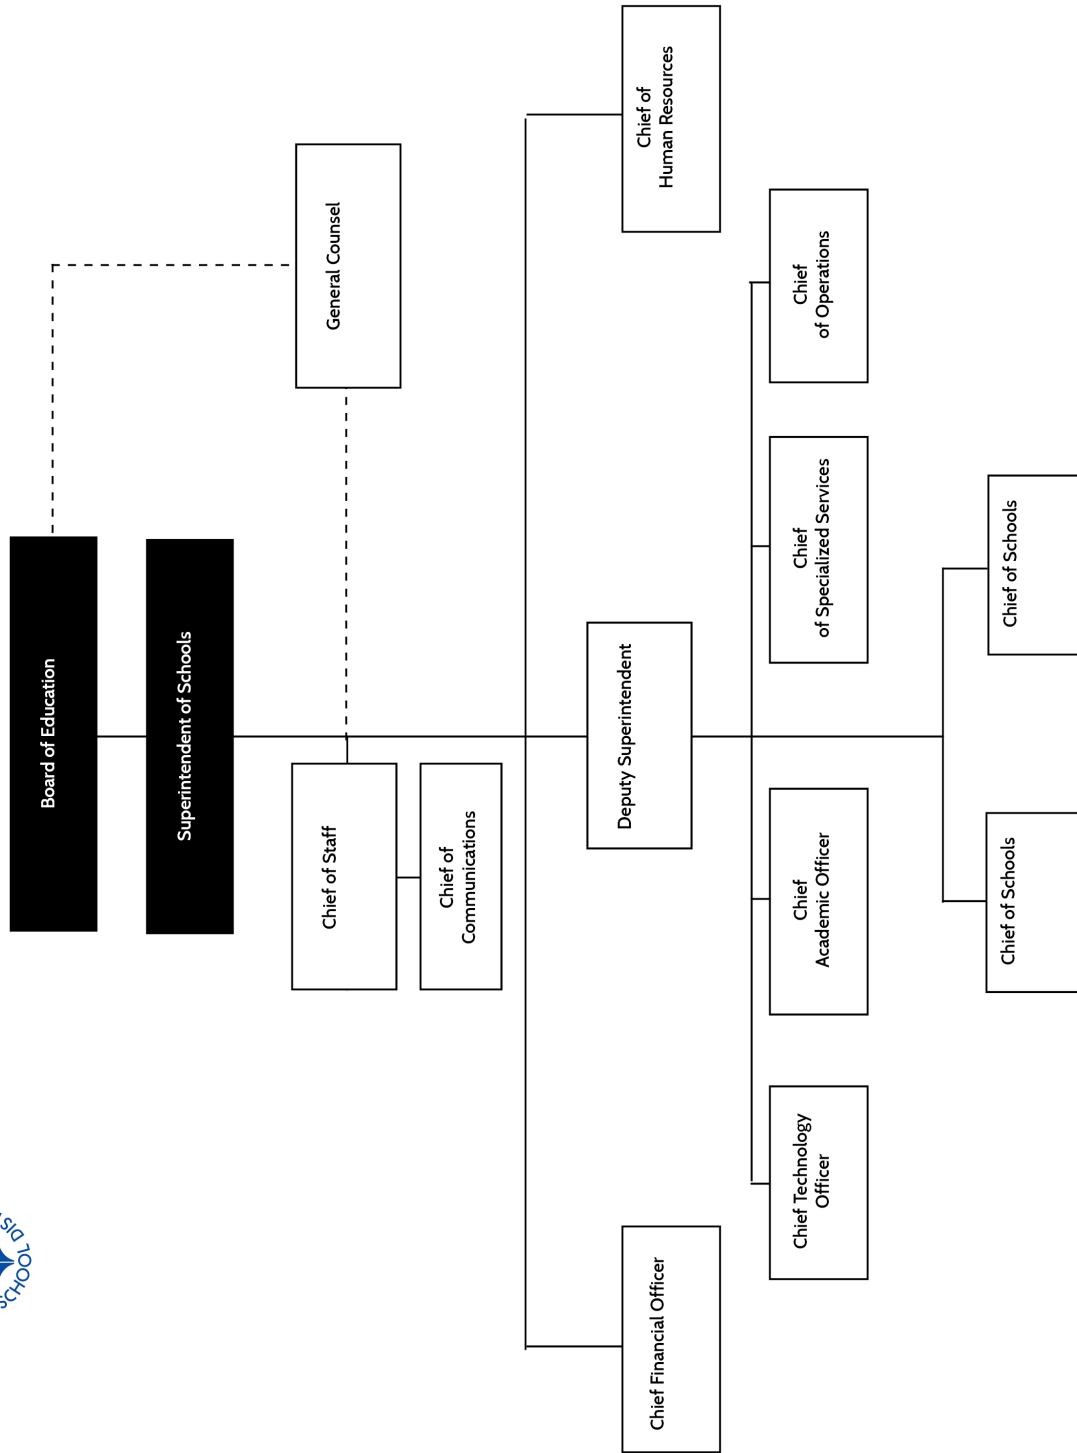 SCHOOL DIS
Board of Education
Superintendent of Schools
General Counsel
Chief of Staff
Chief of
Communications
Chief Financial Officer
Deputy Superintendent
Chief of
Human Resources
Chief Technology
Officer
Chief
Academic Officer
Chief
of Specialized Services
Chief
of Operations
Chief of Schools
Chief of Schools